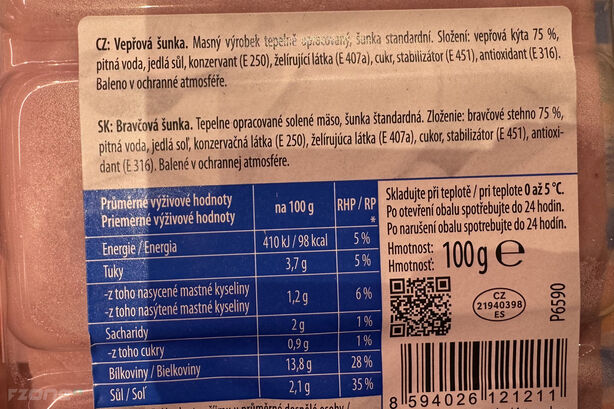 CZ: Vepřová šunka. Masný výrobek tepelně opracovaný, šunka standardní. Složení: vepřová kýta 75 %,
pitná voda, jedlá sůl, konzervant (E 250), želírující látka (E 407a), cukr, stabilizátor (E 451), antioxidant (E 316).
Baleno v ochranné atmosféře.
SK: Bravčová šunka. Tepelne opracované solené mäso, šunka štandardná. Zloženie: bravčové stehno 75 %,
pitná voda, jedlá soľ, konzervačná látka (E 250), želírujúca látka (E 407a), cukor, stabilizátor (E 451), antioxi-
dant (E 316). Balené v ochrannej atmosfére.
Průměrné výživové hodnoty
Priemerné výživové hodnoty
na 100 g
RHP / RP
*
Energie / Energia 410 kJ / 98 kcal 5 %
Tuky 3,7 g 5 %
-z toho nasycené mastné kyseliny
-z toho nasýtené mastné kyseliny
1,2 g 6 %
Sacharidy 2 g 1 %
-z toho cukry 0,9 g 1 %
Bílkoviny / Bielkoviny 13,8 g 28 %
Sůl / Soľ 2,1 g 35 %
Skladujte při teplotě / pri teplote 0 až 5 °C.
Po otevření obalu spotřebujte do 24 hodin.
Po narušení obalu spotrebujte do 24 hodín.
Hmotnost:
Hmotnosť:
100 g e
CZ
21940398
ES
P6590
8 594026 121211
u průměrné dospělé osoby /
FZONE